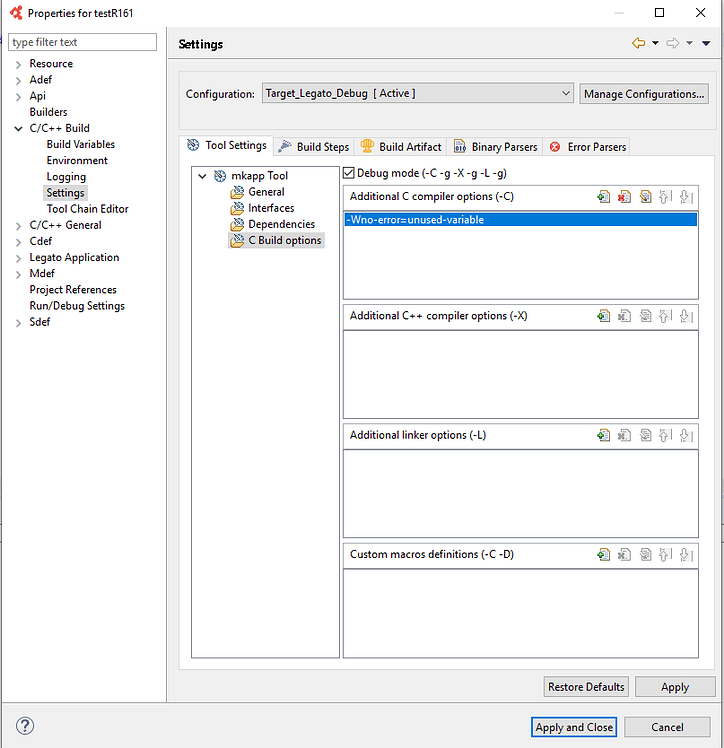 Properties for testR161
type filter text
Resource
Adef
Api
Builders
C/C++ Build
Build Variables
Environment
Logging
Settings
Tool Chain Editor
C/C++ General
Cdef
Legato Application
Mdef
Project References
Run/Debug Settings
Sdef
Settings
Configuration: Target_Legato_Debug [ Active ] Manage Configurations...
Tool Settings Build Steps Build Artifact Binary Parsers Error Parsers
mkapp Tool
General
Interfaces
Dependencies
C Build options
Debug mode (-C -g -X -g -L -g)
Additional C compiler options (-C)
-Wno-error=unused-variable
Additional C++ compiler options (-X)
Additional linker options (-L)
Custom macros definitions (-C -D)
Restore Defaults Apply
? Apply and Close Cancel